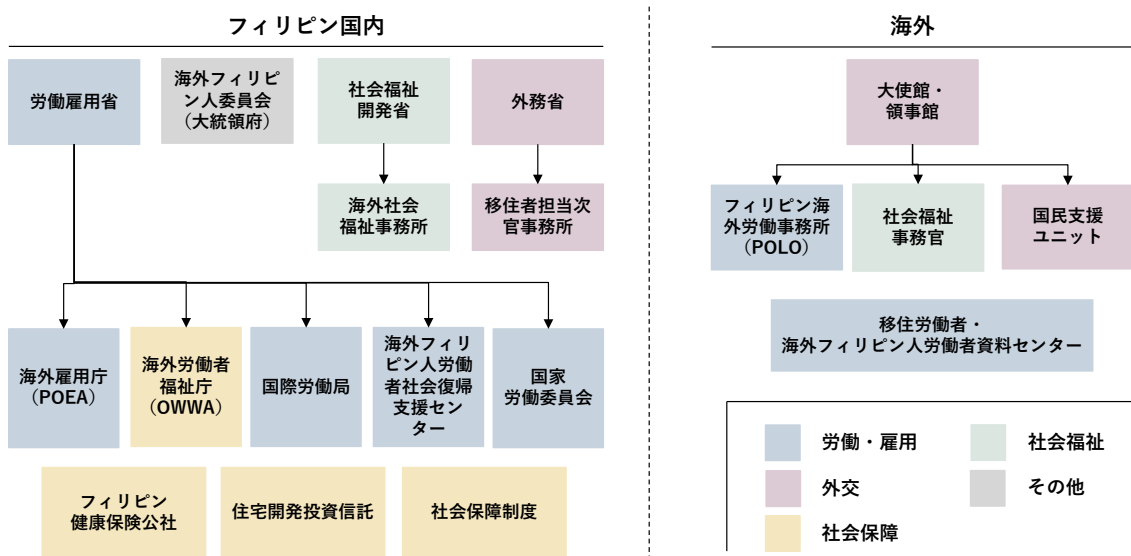 フィリピン国内
労働雇用省
海外フィリピ
ン人委員会
（大統領府）
社会福祉
開発省
外務省
海外社会
福祉事務所
移住者担当次
官事務所
海外雇用庁
（POEA）
海外労働者
福祉庁
（OWWA）
国際労働局
海外フィリ
ピン人労働
者社会復帰
支援セン
ター
国家
労働委員会
フィリピン
健康保険公社
住宅開発投資信託
社会保障制度
海外
大使館・
領事館
フィリピン海
外労働事務所
（POLO）
社会福祉
事務官
国民支援
ユニット
移住労働者・
海外フィリピン人労働者資料センター
労働・雇用
社会福祉
外交
その他
社会保障